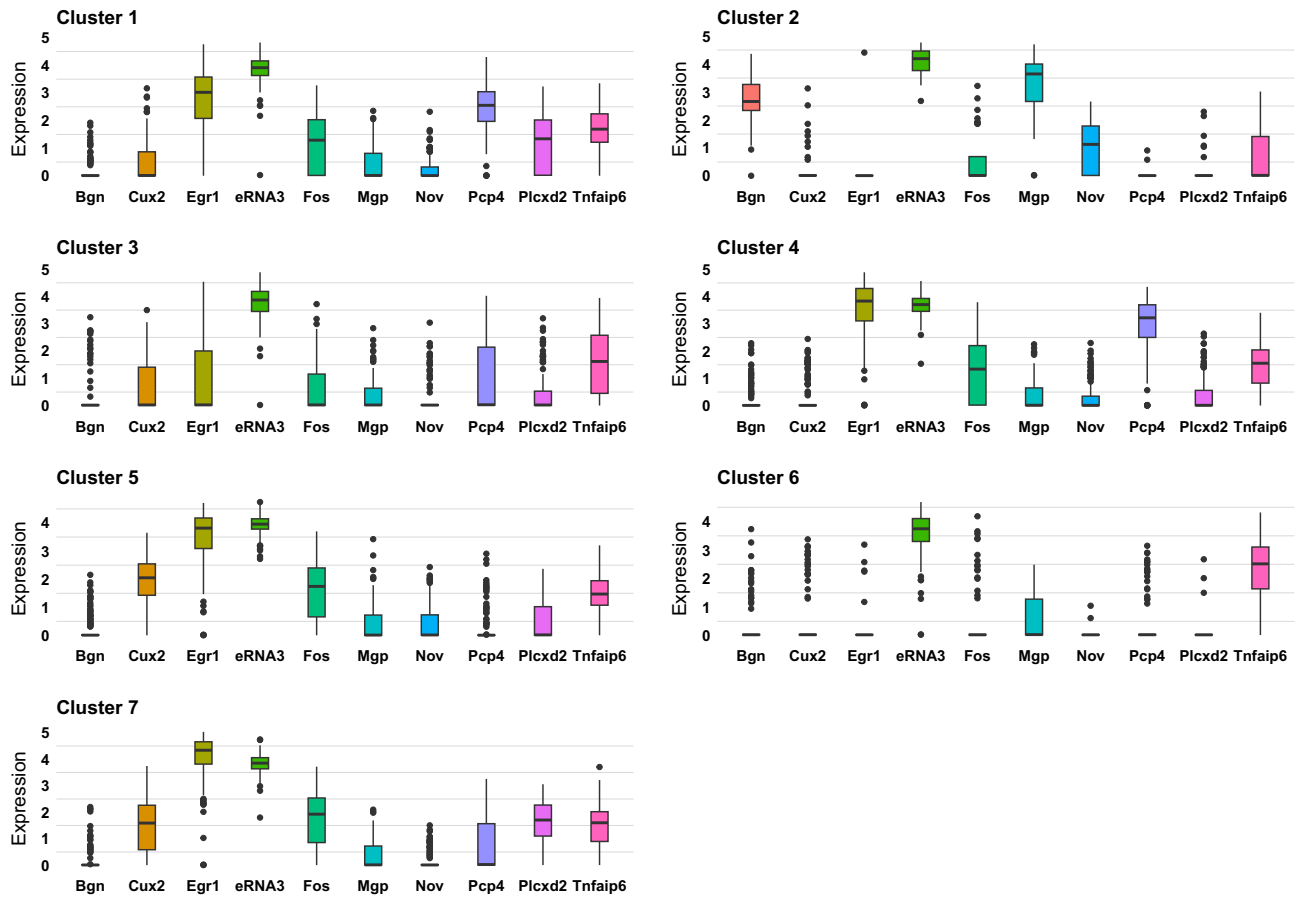 Cluster 1
Expression
5
4
3
2
1
0
Bgn Cux2 Egr1 eRNA3 Fos Mgp Nov Pcp4 Plcxd2 Tnfaip6
Cluster 2
Expression
5
4
3
2
1
0
Bgn Cux2 Egr1 eRNA3 Fos Mgp Nov Pcp4 Plcxd2 Tnfaip6
Cluster 3
Expression
5
4
3
2
1
0
Bgn Cux2 Egr1 eRNA3 Fos Mgp Nov Pcp4 Plcxd2 Tnfaip6
Cluster 4
Expression
5
4
3
2
1
0
Bgn Cux2 Egr1 eRNA3 Fos Mgp Nov Pcp4 Plcxd2 Tnfaip6
Cluster 5
Expression
4
3
2
1
0
Bgn Cux2 Egr1 eRNA3 Fos Mgp Nov Pcp4 Plcxd2 Tnfaip6
Cluster 6
Expression
4
3
2
1
0
Bgn Cux2 Egr1 eRNA3 Fos Mgp Nov Pcp4 Plcxd2 Tnfaip6
Cluster 7
Expression
5
4
3
2
1
0
Bgn Cux2 Egr1 eRNA3 Fos Mgp Nov Pcp4 Plcxd2 Tnfaip6